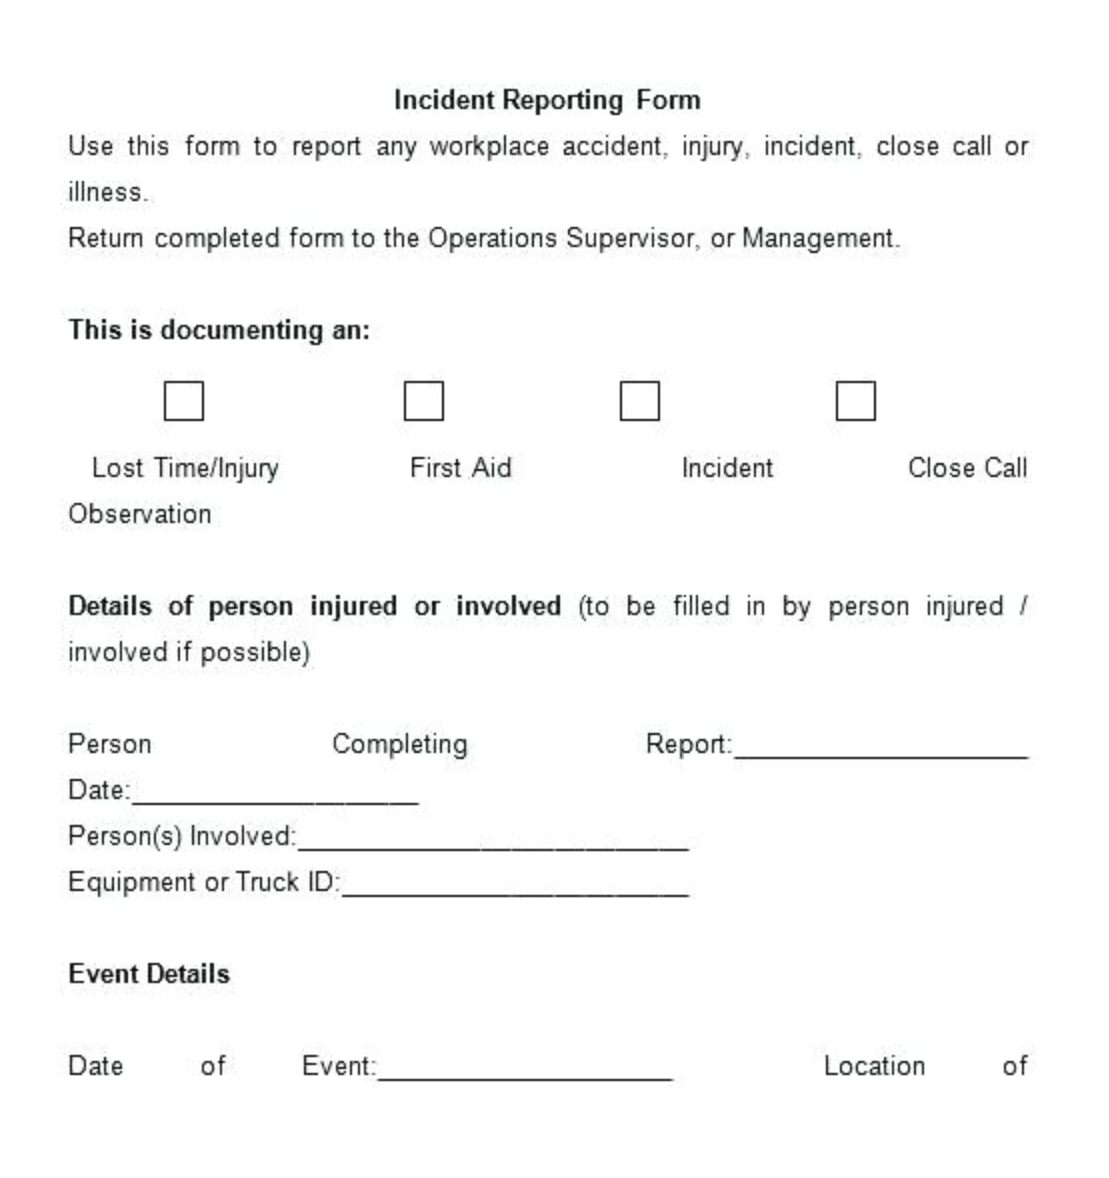 Incident Reporting Form
Use this form to report any workplace accident, injury, incident, close call or
illness.
Return completed form to the Operations Supervisor, or Management.
This is documenting an:
Lost Time/Injury First Aid Incident Close Call
Observation
Details of person injured or involved (to be filled in by person injured /
involved if possible)
Person Completing Report:____________________
Date:____________________
Person(s) Involved:___________________________
Equipment or Truck ID:________________________
Event Details
Date of Event:____________________ Location of